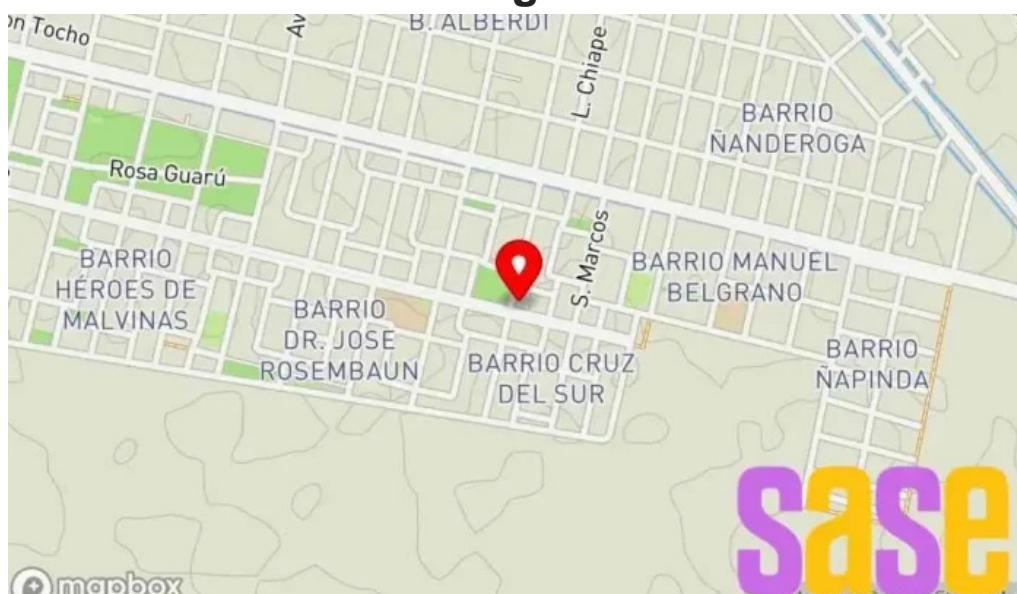 on Tocho
Av
B. ALBERDI
L. Chiape
BARRIO
ÑANDEROGA
Rosa Guarú
S. Marcos
BARRIO
HÉROES DE
MALVINAS
BARRIO MANUEL
BELGRANO
BARRIO
DR. JOSE
ROSEMBAUN
BARRIO CRUZ
DEL SUR
BARRIO
ÑAPINDA
sase
mapbox